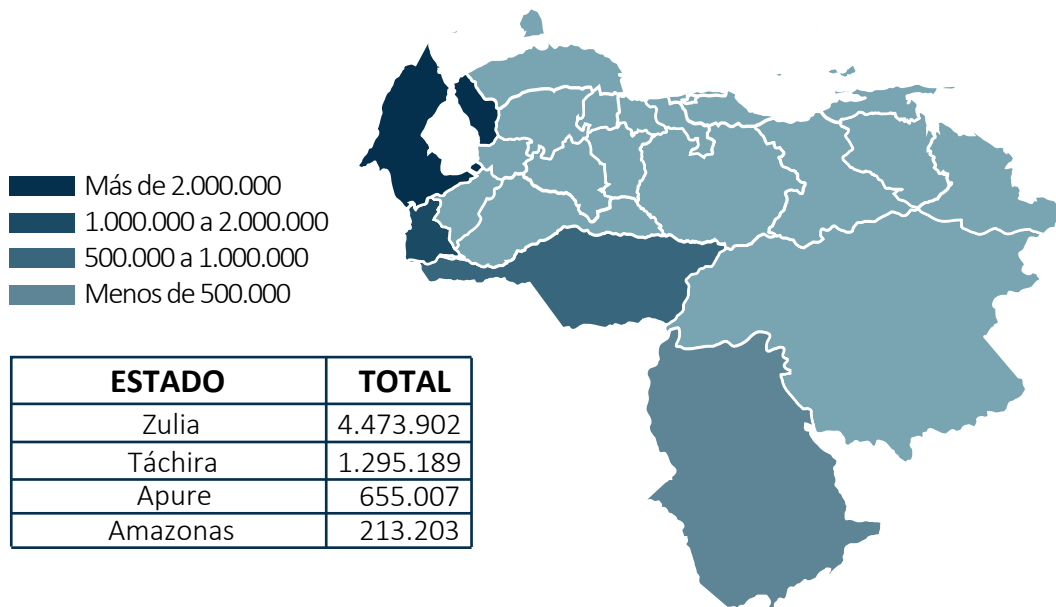 Más de 2.000.000
1.000.000 a 2.000.000
500.000 a 1.000.000
Menos de 500.000
ESTADO TOTAL
Zulia 4.473.902
Táchira 1.295.189
Apure 655.007
Amazonas 213.203